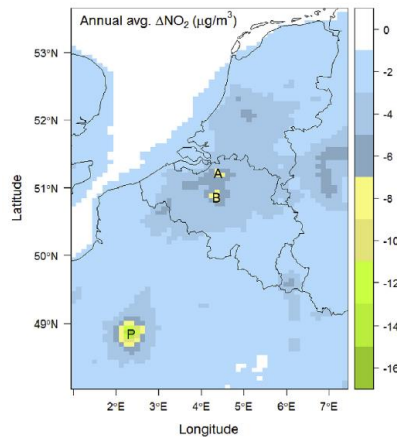 Annual avg. ΔNO₂ (μg/m³)
53°N
52°N
51°N
50°N
49°N
Latitude
A
B
P
2°E 3°E 4°E 5°E 6°E 7°E
Longitude
0
-2
-4
-6
-8
-10
-12
-14
-16